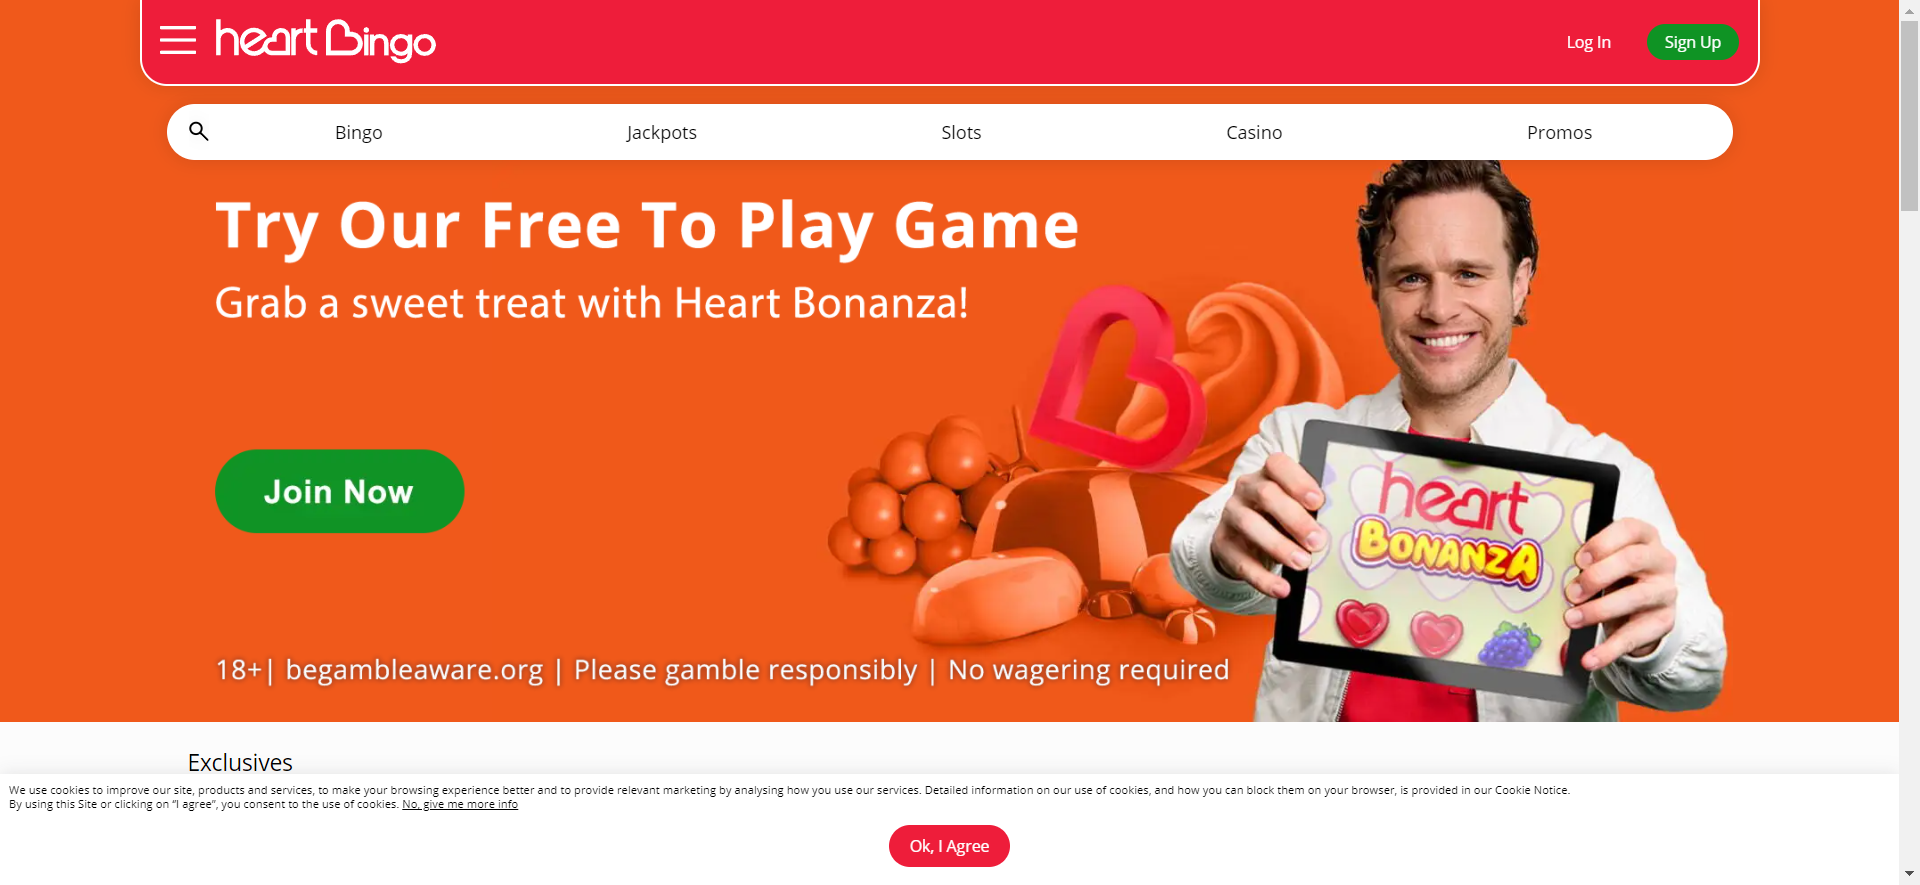 heart Bingo
Log In
Sign Up
Bingo
Jackpots
Slots
Casino
Promos
Try Our Free To Play Game
Grab a sweet treat with Heart Bonanza!
Join Now
heart
BONANZA
18+| begambleaware.org | Please gamble responsibly | No wagering required
Exclusives
We use cookies to improve our site, products and services, to make your browsing experience better and to provide relevant marketing by analysing how you use our services. Detailed information on our use of cookies, and how you can block them on your browser, is provided in our Cookie Notice.
By using this Site or clicking on “I agree”, you consent to the use of cookies. No, give me more info
Ok, I Agree